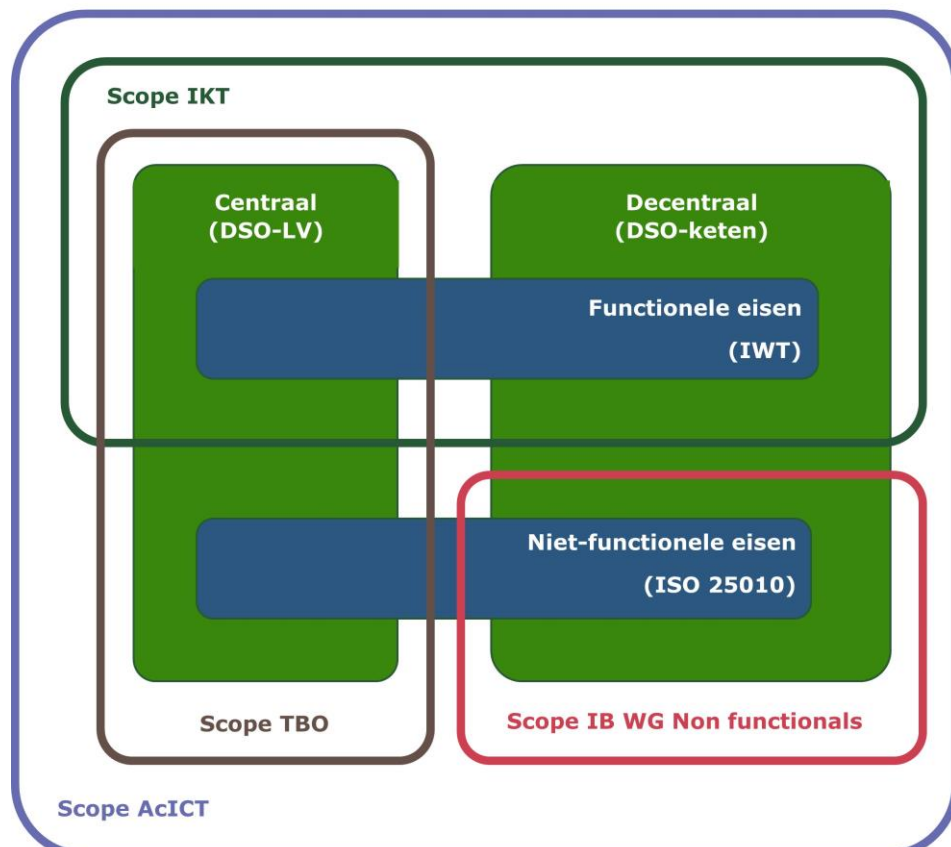 Scope IKT
Centraal
(DSO-LV)
Decentraal
(DSO-keten)
Functionele eisen
(IWT)
Niet-functionele eisen
(ISO 25010)
Scope TBO
Scope IB WG Non functionals
Scope AcICT